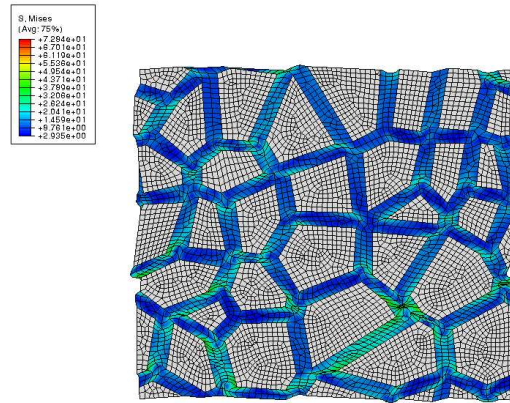 S, Mises
(Avg: 75%)
+7.284e+01
+6.701e+01
+6.119e+01
+5.536e+01
+4.954e+01
+4.371e+01
+3.789e+01
+3.206e+01
+2.624e+01
+2.041e+01
+1.459e+01
+8.761e+00
+2.935e+00